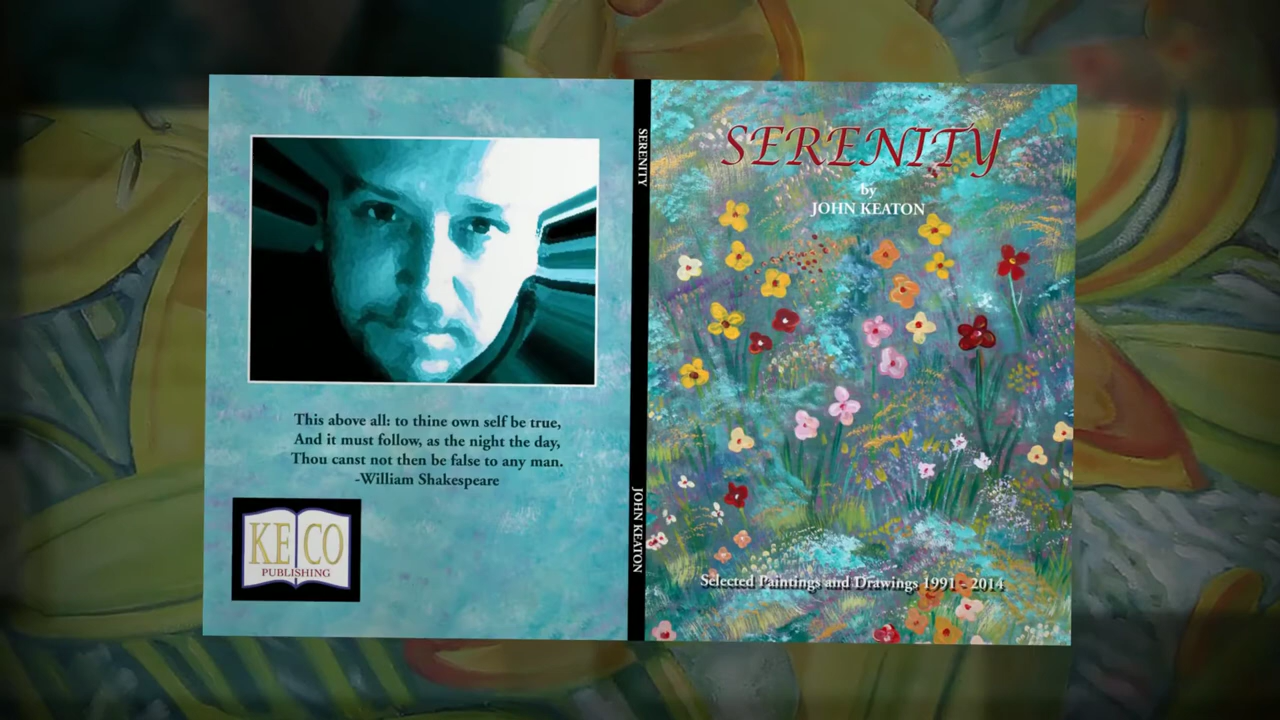 This above all: to thine own self be true,
And it must follow, as the night the day,
Thou canst not then be false to any man.
-William Shakespeare
KE CO
PUBLISHING
SERENITY
JOHN KEATON
SERENITY
by
JOHN KEATON
Selected Paintings and Drawings 1991 - 2014